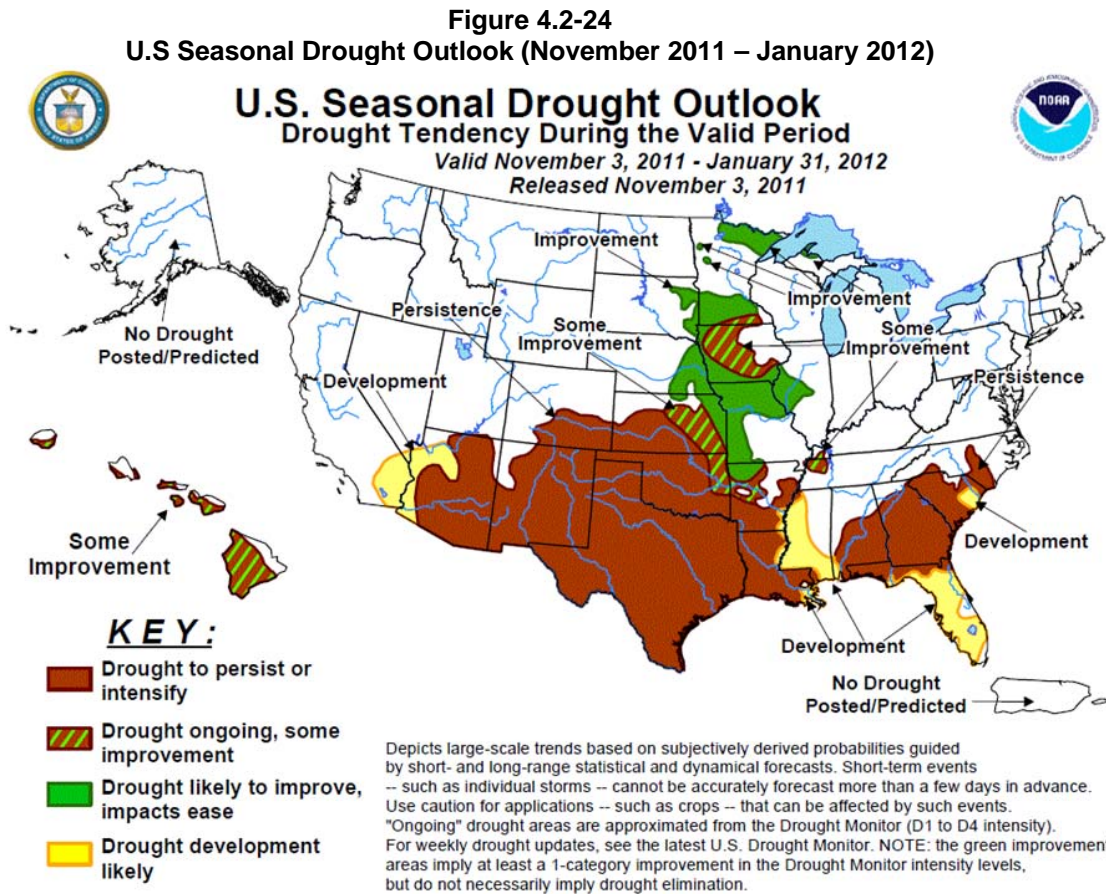 Figure 4.2-24
U.S Seasonal Drought Outlook (November 2011 – January 2012)
U.S. Seasonal Drought Outlook
Drought Tendency During the Valid Period
Valid November 3, 2011 - January 31, 2012
Released November 3, 2011
NOAA
No Drought
Posted/Predicted
Improvement
Persistence
Some
Improvement
Development
Improvement
Some
Improvement
Persistence
Some
Improvement
Development
Development
No Drought
Posted/Predicted
KEY:
Drought to persist or
intensify
Drought ongoing, some
improvement
Drought likely to improve,
impacts ease
Drought development
likely
Depicts large-scale trends based on subjectively derived probabilities guided
by short- and long-range statistical and dynamical forecasts. Short-term events
-- such as individual storms -- cannot be accurately forecast more than a few days in advance.
Use caution for applications -- such as crops -- that can be affected by such events.
"Ongoing" drought areas are approximated from the Drought Monitor (D1 to D4 intensity).
For weekly drought updates, see the latest U.S. Drought Monitor. NOTE: the green improvement
areas imply at least a 1-category improvement in the Drought Monitor intensity levels,
but do not necessarily imply drought elimination.